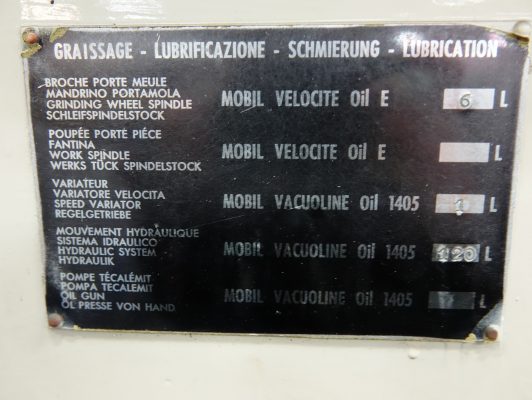 GRAISSAGE - LUBRIFICAZIONE - SCHMIERUNG - LUBRICATION
BROCHE PORTE MEULE
MANDRINO PORTAMOLA
GRINDING WHEEL SPINDLE
SCHLEIFSPINDELSTOCK
MOBIL VELOCITE Oil E 6 L
POUPÉE PORTE PIÉCE
FANTINA
WORK SPINDLE
WERKS TÜCK SPINDELSTOCK
MOBIL VELOCITE Oil E L
VARIATEUR
VARIATORE VELOCITA
SPEED VARIATOR
REGELGETRIEBE
MOBIL VACUOLINE Oil 1405 1 L
MOUVEMENT HYDRAULIQUE
SISTEMA IDRAULICO
HYDRAULIC SYSTEM
HYDRAULIK
MOBIL VACUOLINE Oil 1405 120 L
POMPE TÉCALÉMIT
POMPA TECALEMIT
OIL GUN
ÖL PRESSE VON HAND
MOBIL VACUOLINE Oil 1405 L